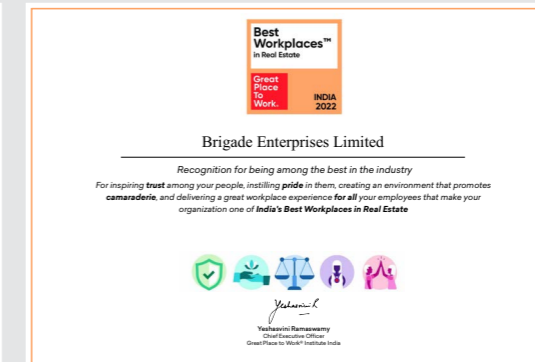 Best
Workplaces™
in Real Estate
Great
Place
To
Work.
INDIA
2022
Brigade Enterprises Limited
Recognition for being among the best in the industry
For inspiring trust among your people, instilling pride in them, creating an environment that promotes
camaraderie, and delivering a great workplace experience for all your employees that make your
organization one of India's Best Workplaces in Real Estate
Yeshasvini R
Yeshasvini Ramaswamy
Chief Executive Officer
Great Place to Work® Institute India